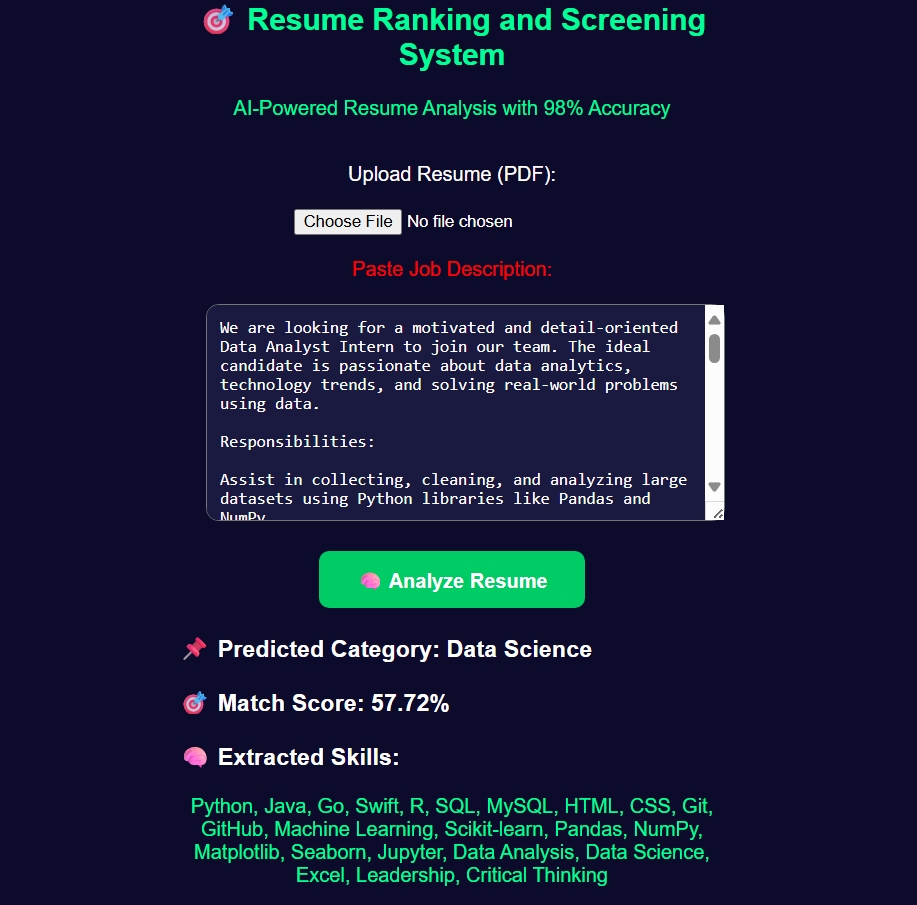 Resume Ranking and Screening
System
AI-Powered Resume Analysis with 98% Accuracy
Upload Resume (PDF):
Choose File No file chosen
Paste Job Description:
We are looking for a motivated and detail-oriented
Data Analyst Intern to join our team. The ideal
candidate is passionate about data analytics,
technology trends, and solving real-world problems
using data.
Responsibilities:
Assist in collecting, cleaning, and analyzing large
datasets using Python libraries like Pandas and
NumPy
Analyze Resume
Predicted Category: Data Science
Match Score: 57.72%
Extracted Skills:
Python, Java, Go, Swift, R, SQL, MySQL, HTML, CSS, Git,
GitHub, Machine Learning, Scikit-learn, Pandas, NumPy,
Matplotlib, Seaborn, Jupyter, Data Analysis, Data Science,
Excel, Leadership, Critical Thinking